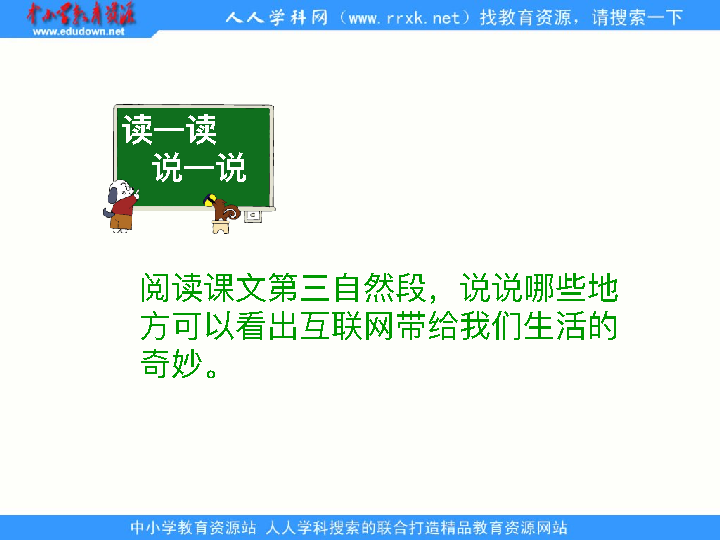 中小学教育资源
www.edudown.net
人人学科网（www.rrxk.net）找教育资源，请搜索一下
读一读
说一说
阅读课文第三自然段，说说哪些地
方可以看出互联网带给我们生活的
奇妙。
中小学教育资源站 人人学科搜索的联合打造精品教育资源网站